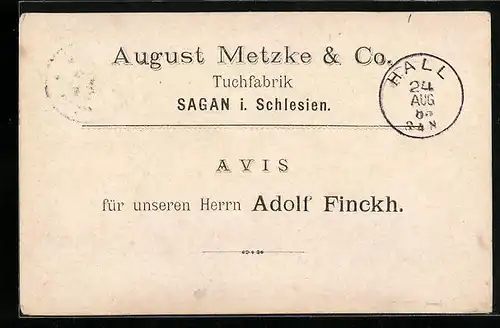 August Metzke & Co.
Tuchfabrik
SAGAN i. Schlesien.
HALL
24
AUG
AVIS
für unseren Herrn Adolf Finckh.